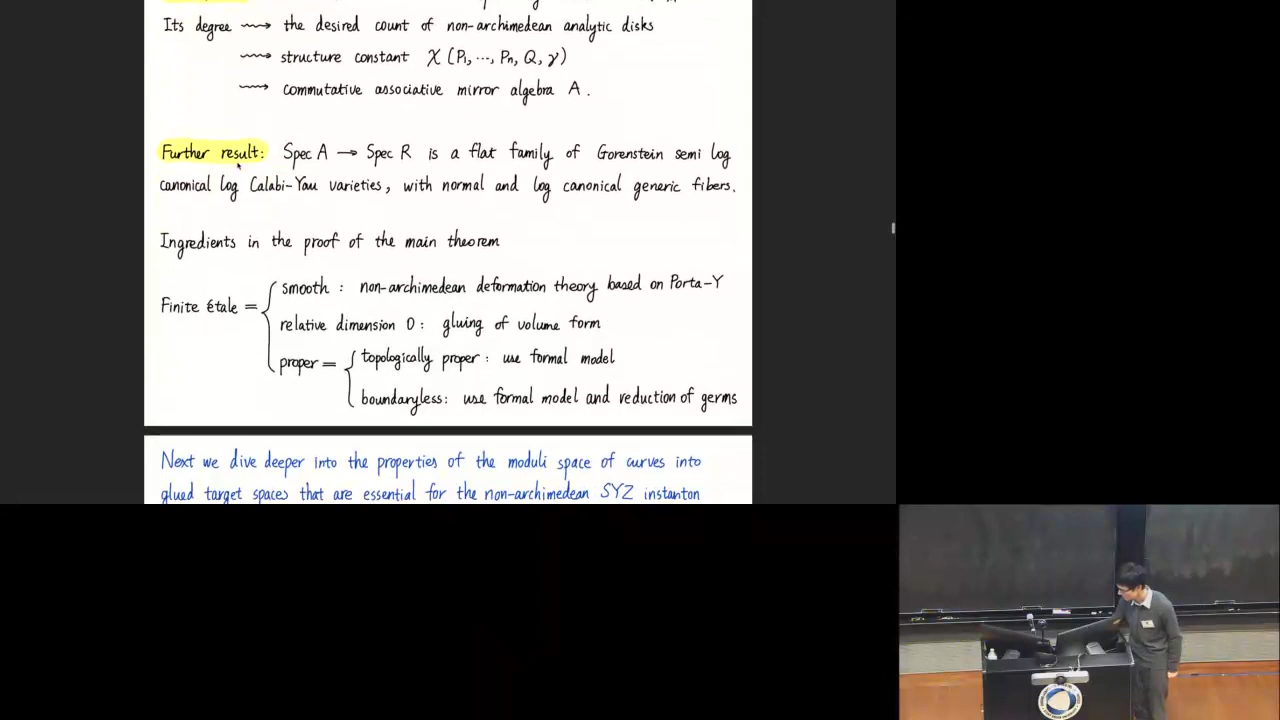 Its degree ⟿ the desired count of non-archimedean analytic disks
⟿ structure constant χ (P₁, ..., Pₙ, Q, γ)
⟿ commutative associative mirror algebra A.
Further result: Spec A → Spec R is a flat family of Gorenstein semi log
canonical log Calabi-Yau varieties, with normal and log canonical generic fibers.
Ingredients in the proof of the main theorem
Finite étale = { smooth : non-archimedean deformation theory based on Porta-Y
relative dimension 0 : gluing of volume form
proper = { topologically proper : use formal model
boundaryless: use formal model and reduction of germs
Next we dive deeper into the properties of the moduli space of curves into
glued target spaces that are essential for the non-archimedean SYZ instanton